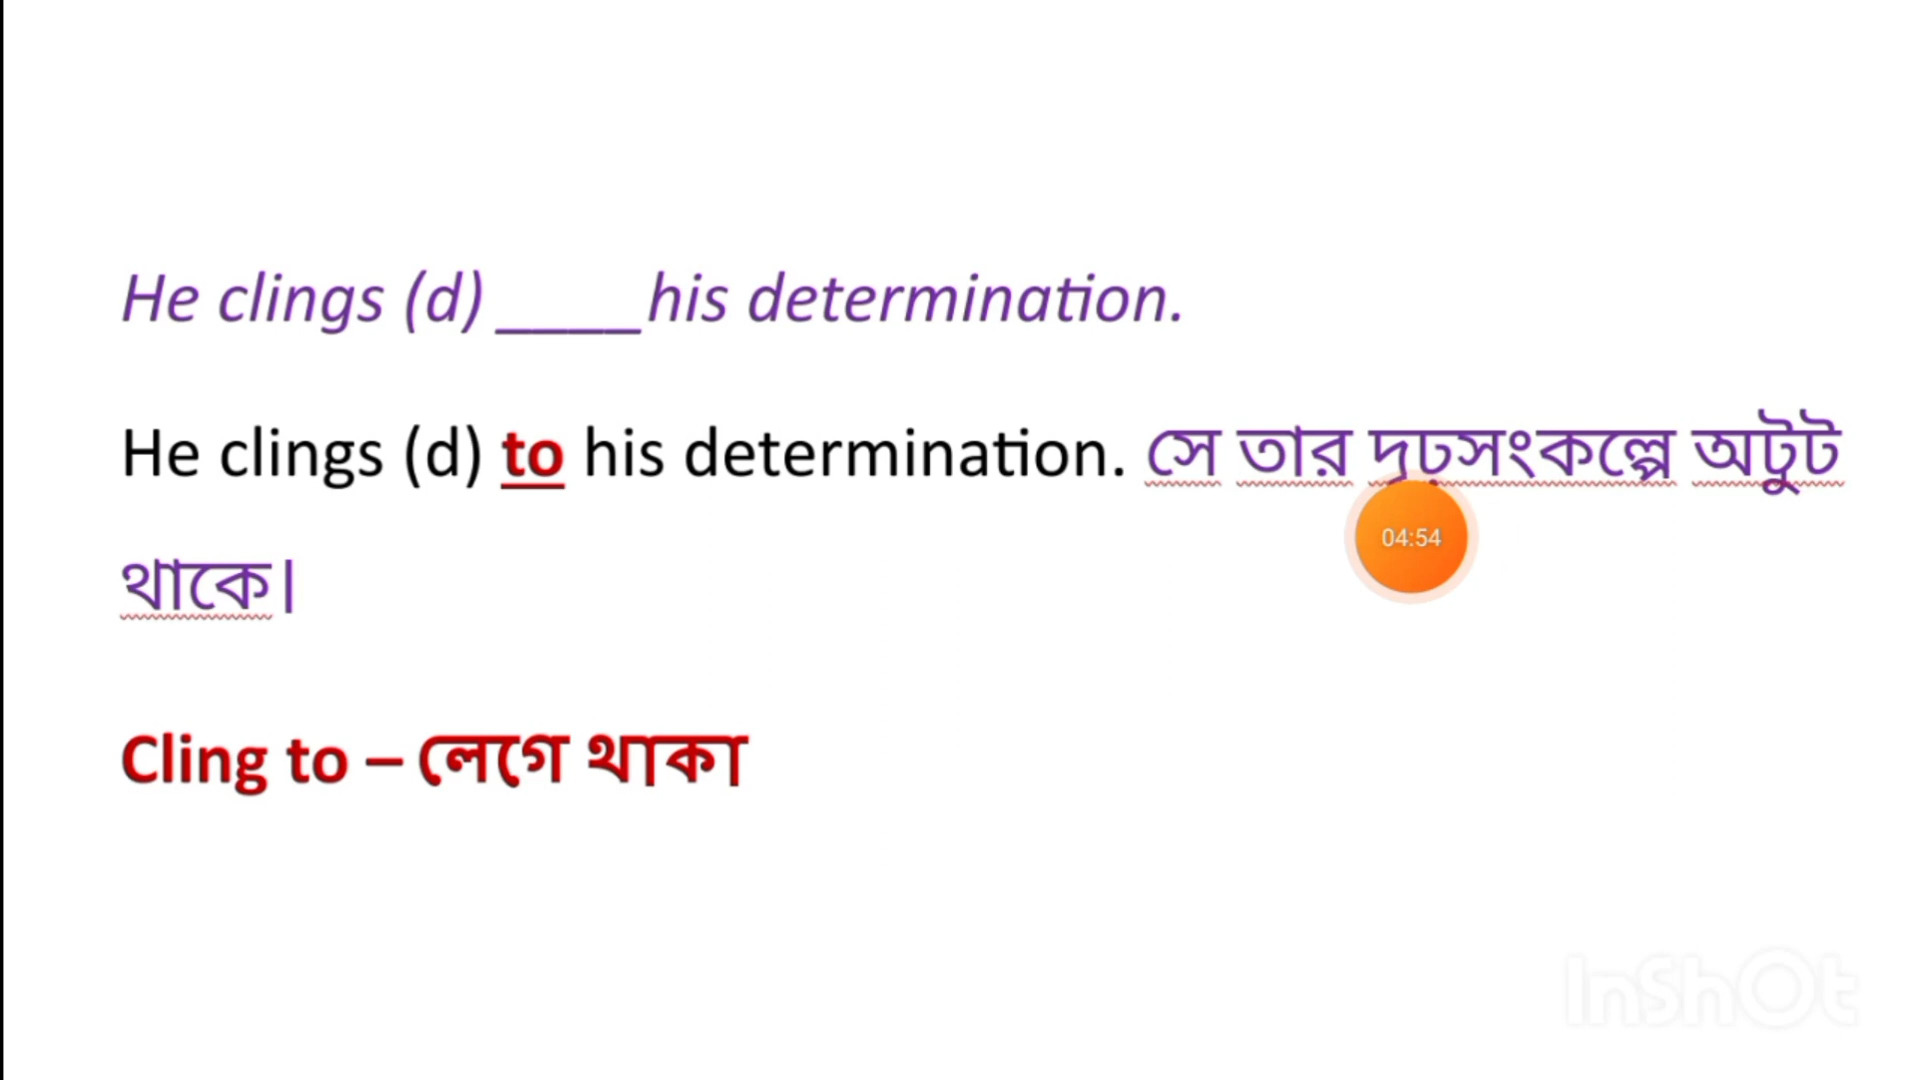 He clings (d) ____his determination.
He clings (d) to his determination. সে তার দৃঢ়সংকল্পে অটুট
থাকে।
04:54
Cling to – লেগে থাকা
InShOt